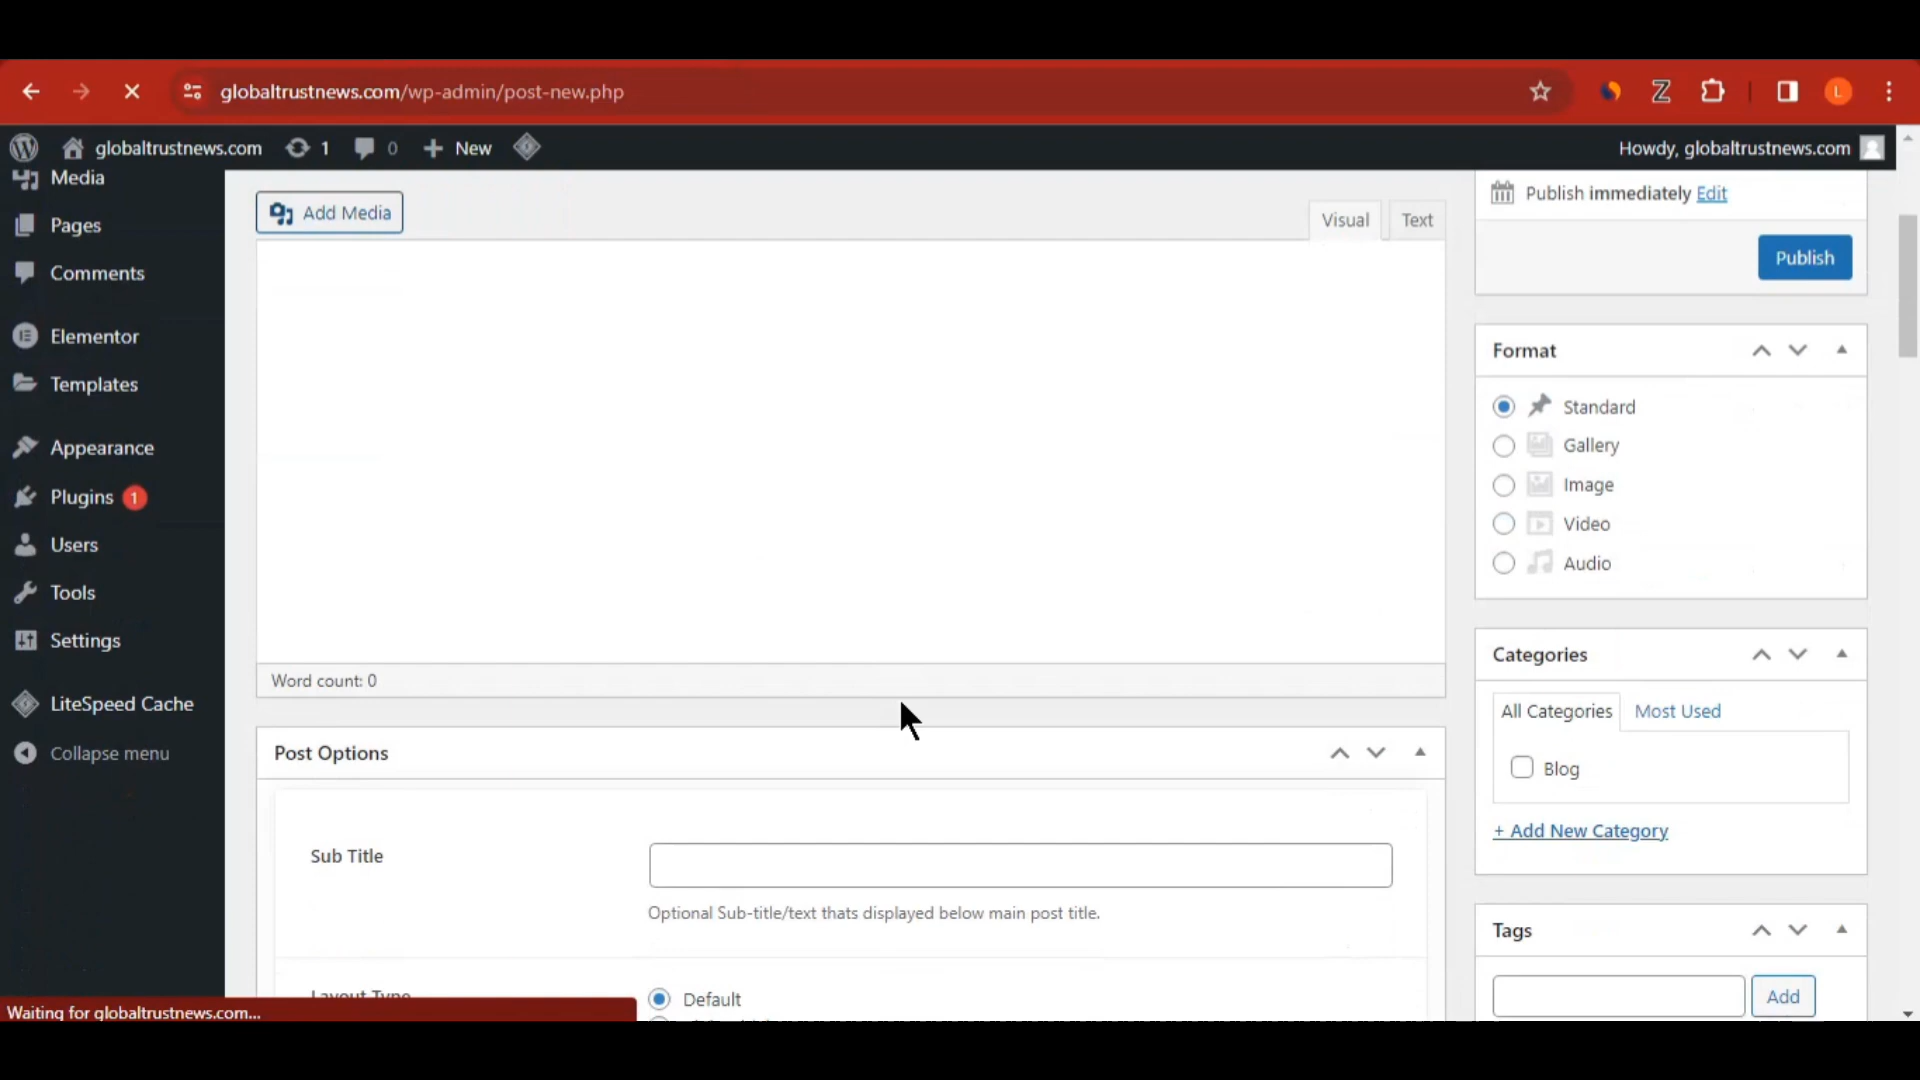 globaltrustnews.com/wp-admin/post-new.php
L
globaltrustnews.com 1 0 New
Howdy, globaltrustnews.com
Media
Pages
Comments
Elementor
Templates
Appearance
Plugins 1
Users
Tools
Settings
LiteSpeed Cache
Collapse menu
Add Media
Visual Text
Word count: 0
Post Options
Sub Title
Optional Sub-title/text thats displayed below main post title.
Layout Type
Default
Publish immediately Edit
Publish
Format
Standard
Gallery
Image
Video
Audio
Categories
All Categories Most Used
Blog
+ Add New Category
Tags
Add
Waiting for globaltrustnews.com...